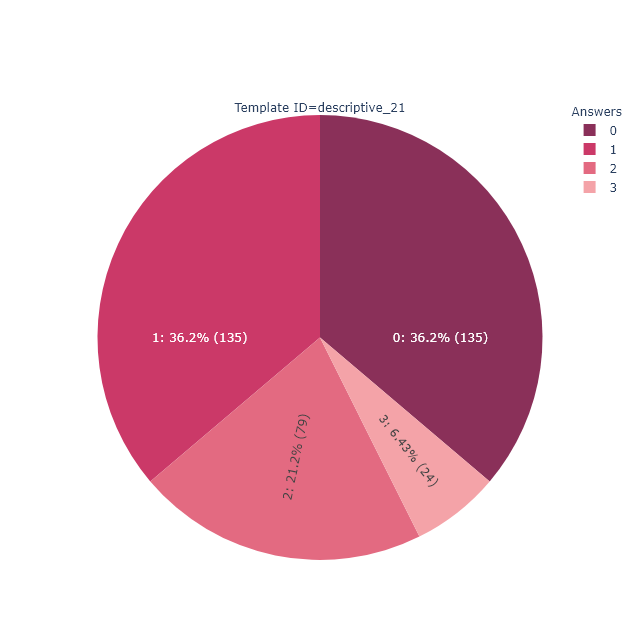 Template ID=descriptive_21
Answers
0
1
2
3
1: 36.2% (135)
0: 36.2% (135)
2: 21.2% (79)
3: 6.43% (24)